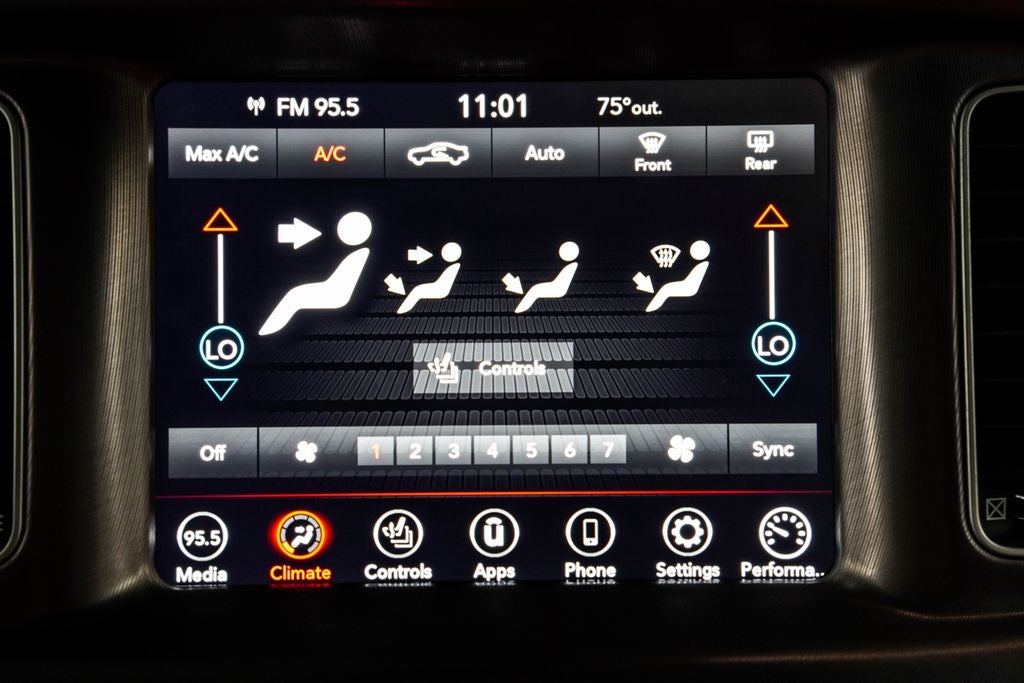 FM 95.5 11:01 75°out.
Max A/C A/C Auto Front Rear
LO LO
Controls
Off 1 2 3 4 5 6 7 Sync
95.5
Media Climate Controls Apps Phone Settings Performa..